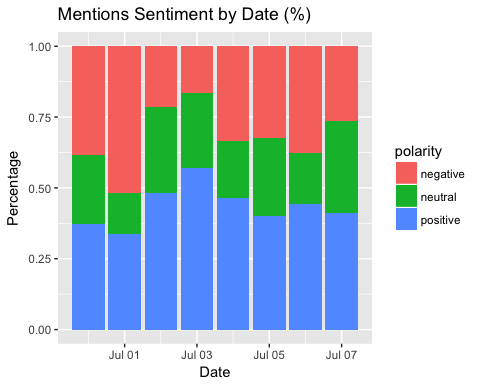 Mentions Sentiment by Date (%)
1.00
0.75
0.50
0.25
0.00
Percentage
Jul 01 Jul 03 Jul 05 Jul 07
Date
polarity
negative
neutral
positive